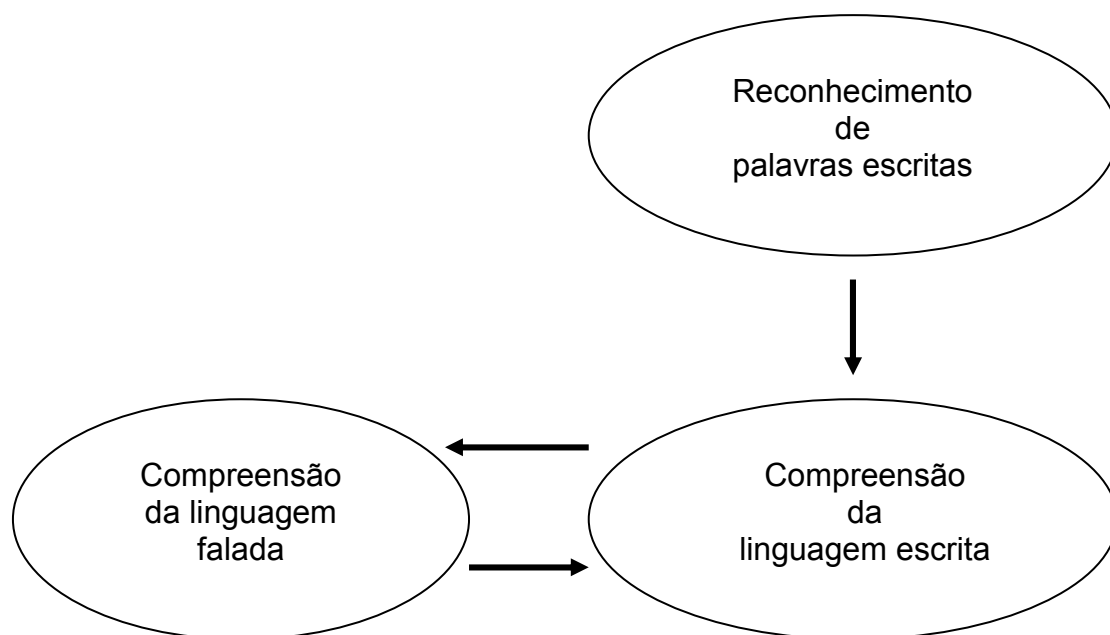 Reconhecimento
de
palavras escritas
Compreensão
da linguagem
falada
Compreensão
da
linguagem escrita